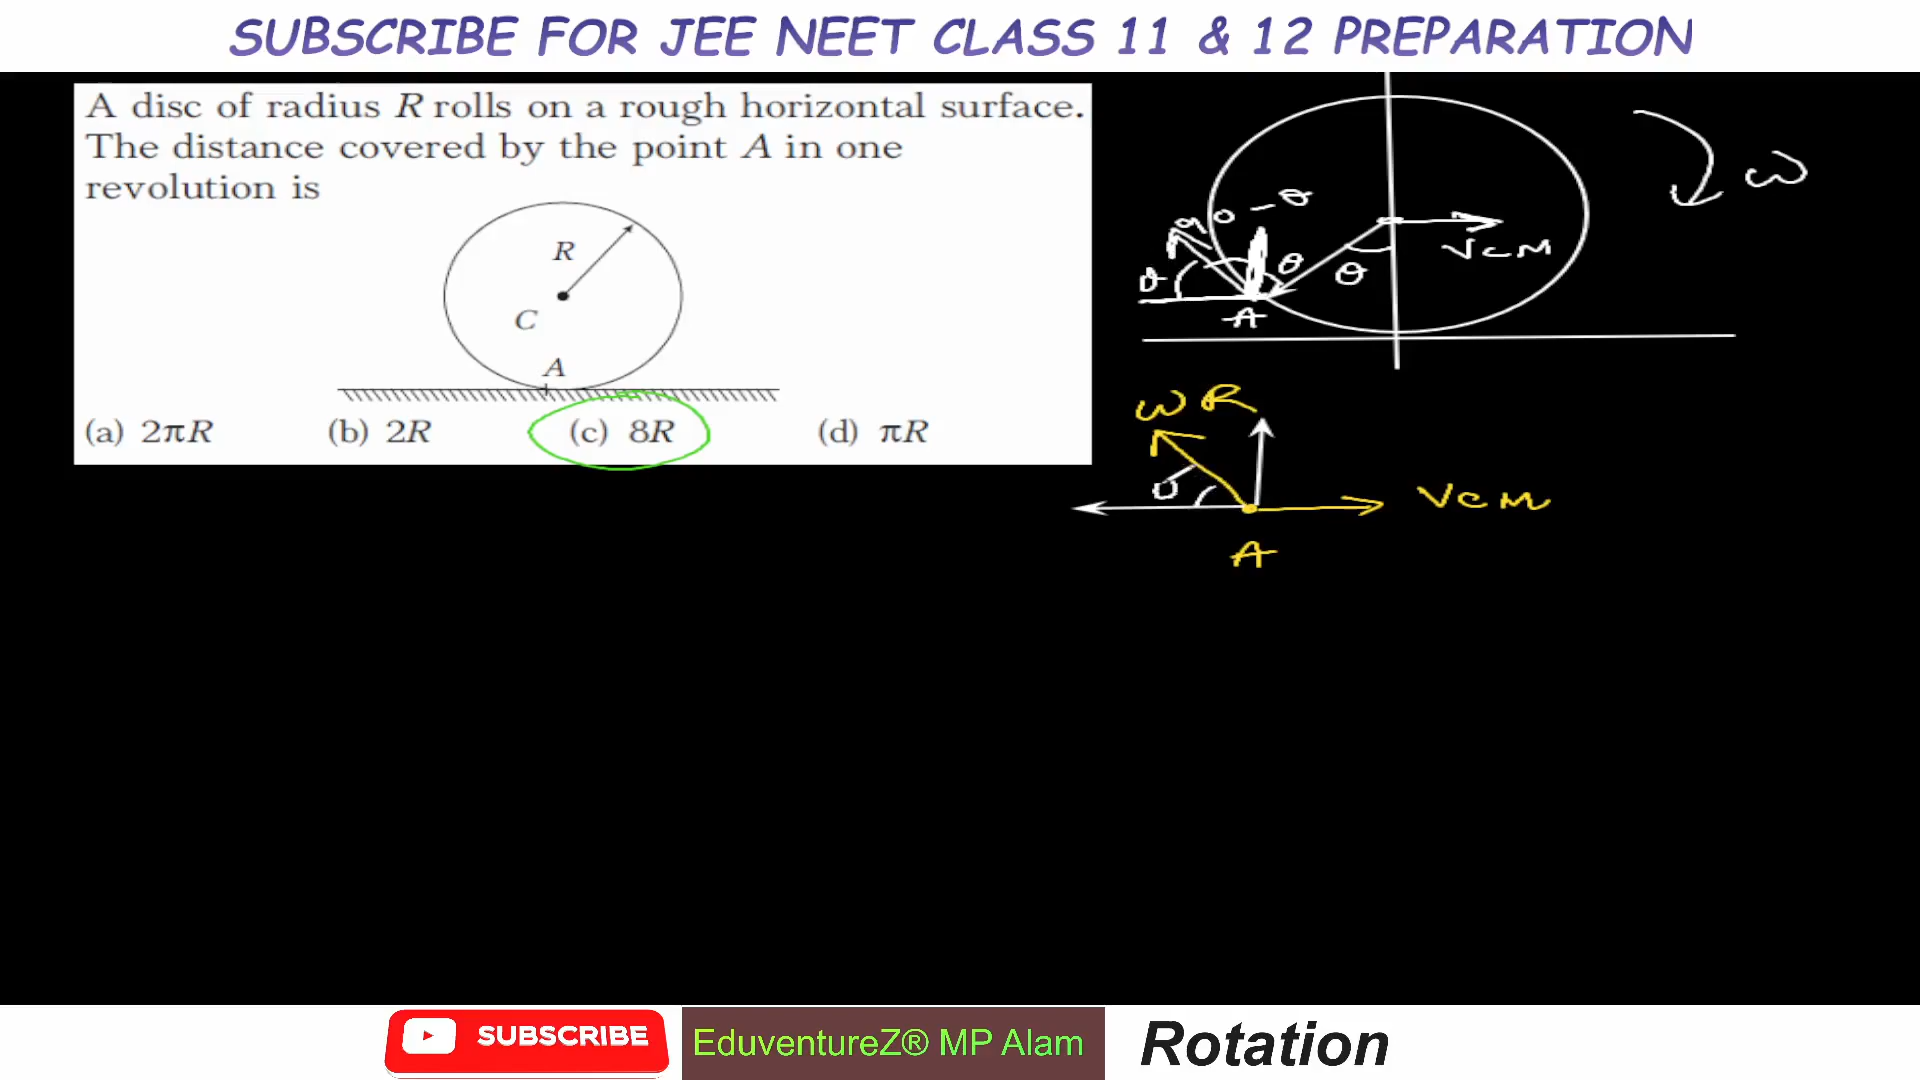 SUBSCRIBE FOR JEE NEET CLASS 11 & 12 PREPARATION
A disc of radius R rolls on a rough horizontal surface.
The distance covered by the point A in one
revolution is
R
C
A
(a) 2πR (b) 2R (c) 8R (d) πR
ω
90-θ
VCM
θ
θ
θ
A
ωR
θ
VCM
A
SUBSCRIBE
EduventureZ® MP Alam
Rotation